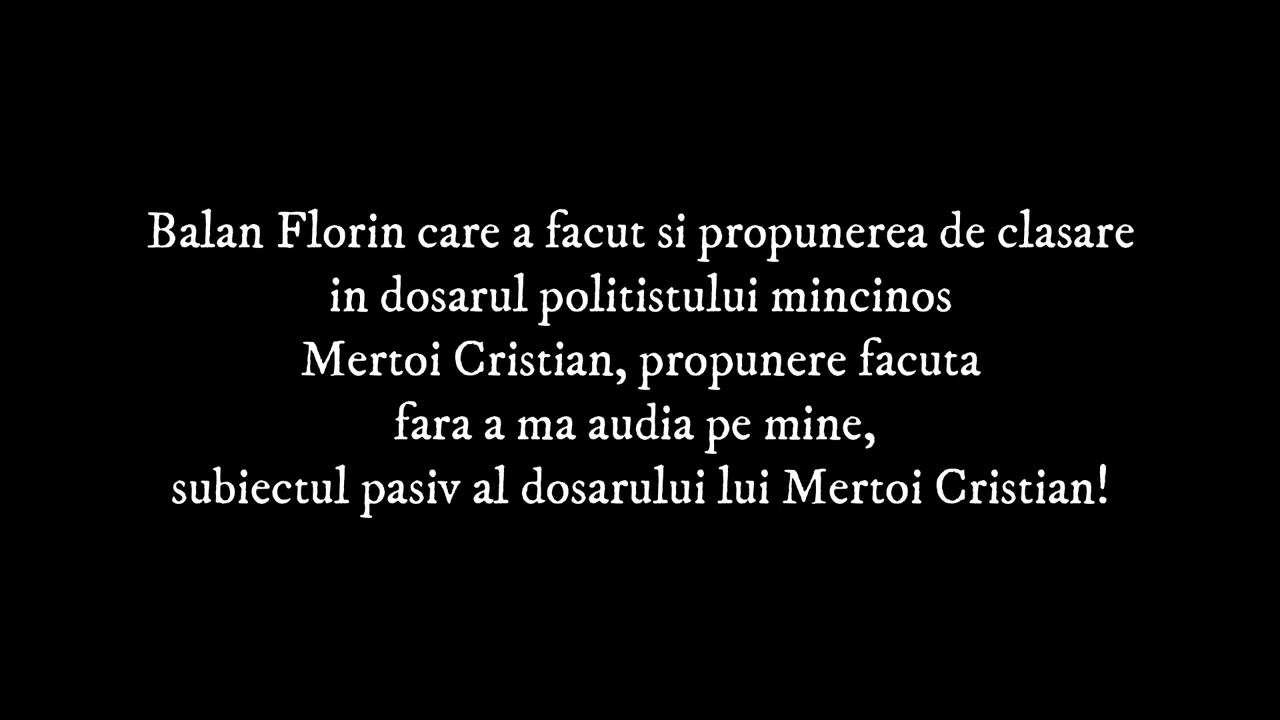 Balan Florin care a facut si propunerea de clasare
in dosarul politistului mincinos
Mertoi Cristian, propunere facuta
fara a ma audia pe mine,
subiectul pasiv al dosarului lui Mertoi Cristian!